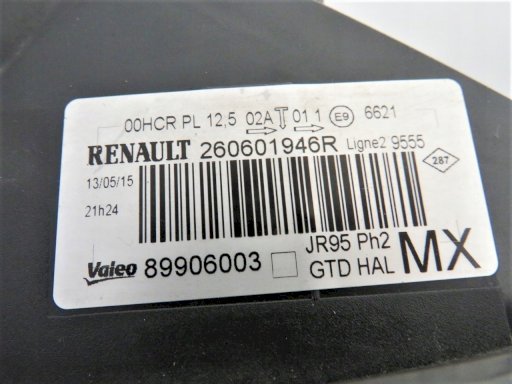 00HCR PL 12,5 02A 01 1 E9 6621
RENAULT 260601946R Ligne2 9555
13/05/15
287
21h24
JR95 Ph2
Valeo 89906003 GTD HAL MX